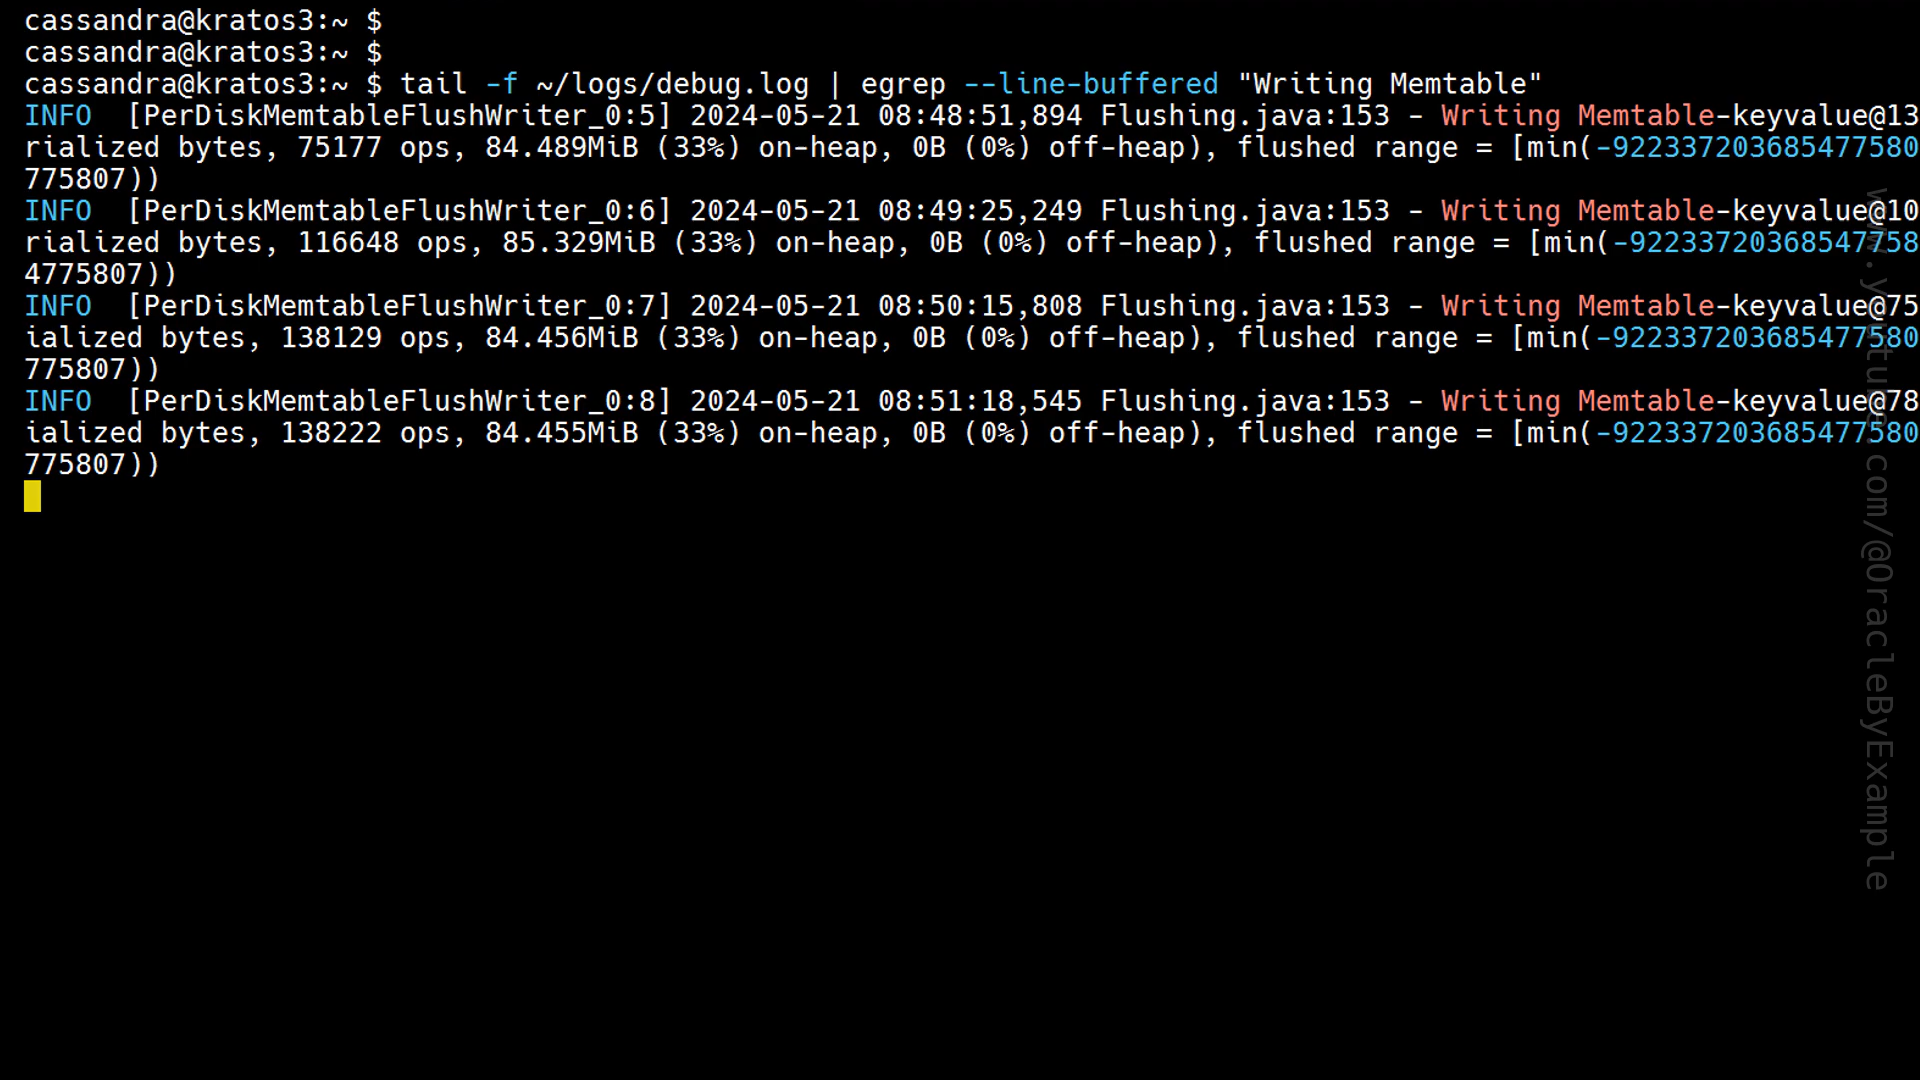 cassandra@kratos3:~ $
cassandra@kratos3:~ $
cassandra@kratos3:~ $ tail -f ~/logs/debug.log | egrep --line-buffered "Writing Memtable"
INFO  [PerDiskMemtableFlushWriter_0:5] 2024-05-21 08:48:51,894 Flushing.java:153 - Writing Memtable-keyvalue@13
rialized bytes, 75177 ops, 84.489MiB (33%) on-heap, 0B (0%) off-heap), flushed range = [min(-922337203685477580
775807))
INFO  [PerDiskMemtableFlushWriter_0:6] 2024-05-21 08:49:25,249 Flushing.java:153 - Writing Memtable-keyvalue@10
rialized bytes, 116648 ops, 85.329MiB (33%) on-heap, 0B (0%) off-heap), flushed range = [min(-92233720368547758
4775807))
INFO  [PerDiskMemtableFlushWriter_0:7] 2024-05-21 08:50:15,808 Flushing.java:153 - Writing Memtable-keyvalue@75
ialized bytes, 138129 ops, 84.456MiB (33%) on-heap, 0B (0%) off-heap), flushed range = [min(-922337203685477580
775807))
INFO  [PerDiskMemtableFlushWriter_0:8] 2024-05-21 08:51:18,545 Flushing.java:153 - Writing Memtable-keyvalue@78
ialized bytes, 138222 ops, 84.455MiB (33%) on-heap, 0B (0%) off-heap), flushed range = [min(-922337203685477580
775807))
www.youtube.com/@OracleByExample